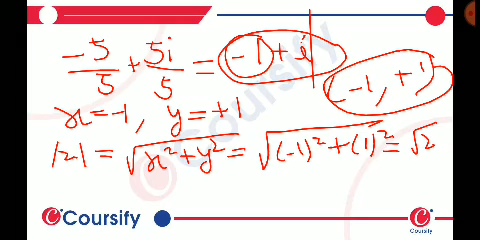 -5/5 + 5i/5 = -1 + i
(-1, +1)
x = -1, y = +1
|z| = √(x² + y²) = √((-1)² + (1)²) = √2
Coursify
Coursify